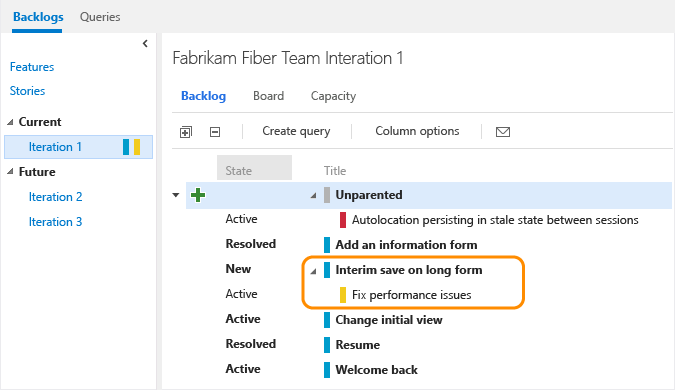 Backlogs Queries
Features
Stories
Current
Iteration 1
Future
Iteration 2
Iteration 3
Fabrikam Fiber Team Interation 1
Backlog Board Capacity
Create query Column options
State Title
Unparented
Active Autolocation persisting in stale state between sessions
Resolved Add an information form
New Interim save on long form
Active Fix performance issues
Active Change initial view
Resolved Resume
Active Welcome back